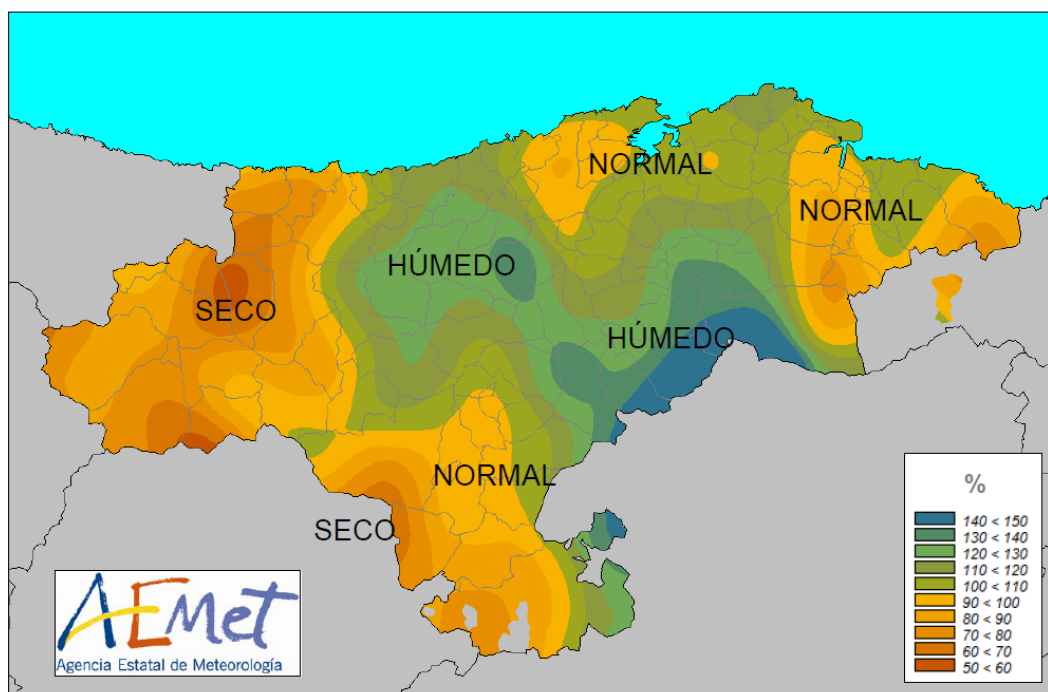 NORMAL
NORMAL
HÚMEDO
SECO
HÚMEDO
NORMAL
SECO
%
140 < 150
130 < 140
120 < 130
110 < 120
100 < 110
90 < 100
80 < 90
70 < 80
60 < 70
50 < 60
AEMet
Agencia Estatal de Meteorología